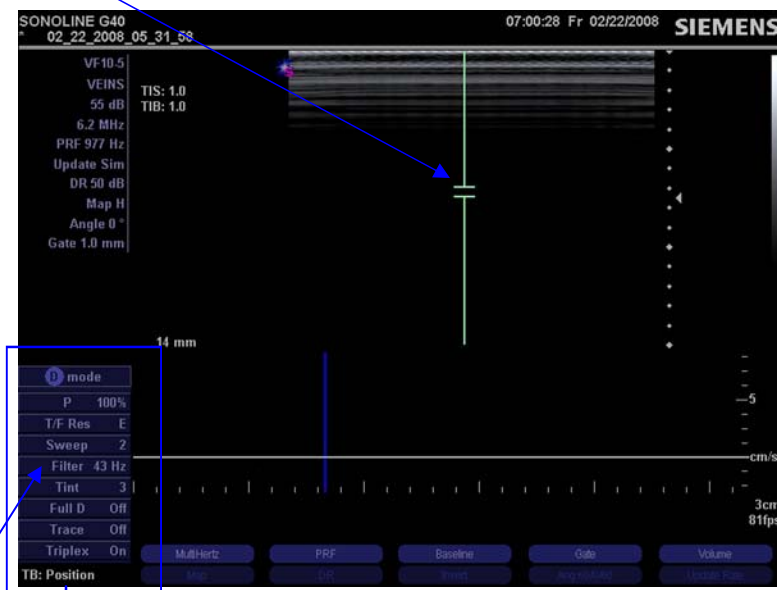 SONOLINE G40
07:00:28 Fr 02/22/2008
SIEMENS
* 02_22_2008_05_31_58
VF10-5
VEINS
55 dB
6.2 MHz
PRF 977 Hz
Update Sim
DR 50 dB
Map H
Angle 0 °
Gate 1.0 mm
TIS: 1.0
TIB: 1.0
14 mm
D mode
P 100%
T/F Res E
Sweep 2
Filter 43 Hz
Tint 3
Full D Off
Trace Off
Triplex On
TB: Position
5
cm/s
3cm
81fps
MultiHertz PRF Baseline Gate Volume
Map DR Invert Update Rate